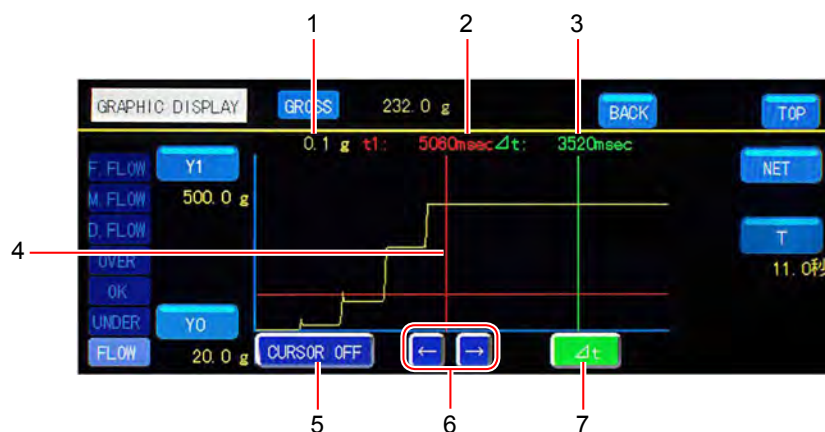 1 2 3
GRAPHIC DISPLAY GROSS 232.0 g BACK TOP
0.1 g t1: 5060msec⊿t: 3520msec
F.FLOW Y1 NET
M.FLOW 500.0 g
D.FLOW T
4 OVER 11.0秒
OK
UNDER Y0
FLOW 20.0 g CURSOR OFF ← → ⊿t
5 6 7